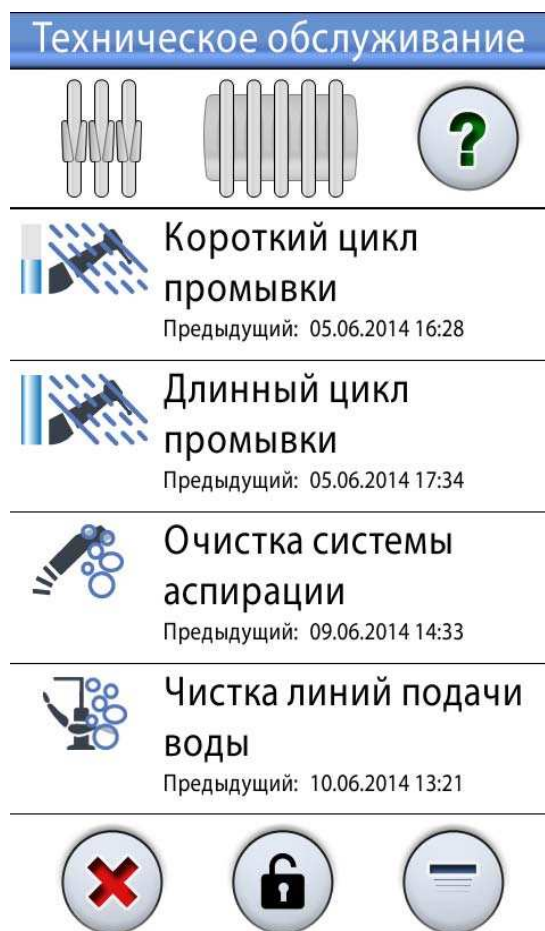 Техническое обслуживание
?
Короткий цикл
промывки
Предыдущий: 05.06.2014 16:28
Длинный цикл
промывки
Предыдущий: 05.06.2014 17:34
Очистка системы
аспирации
Предыдущий: 09.06.2014 14:33
Чистка линий подачи
воды
Предыдущий: 10.06.2014 13:21